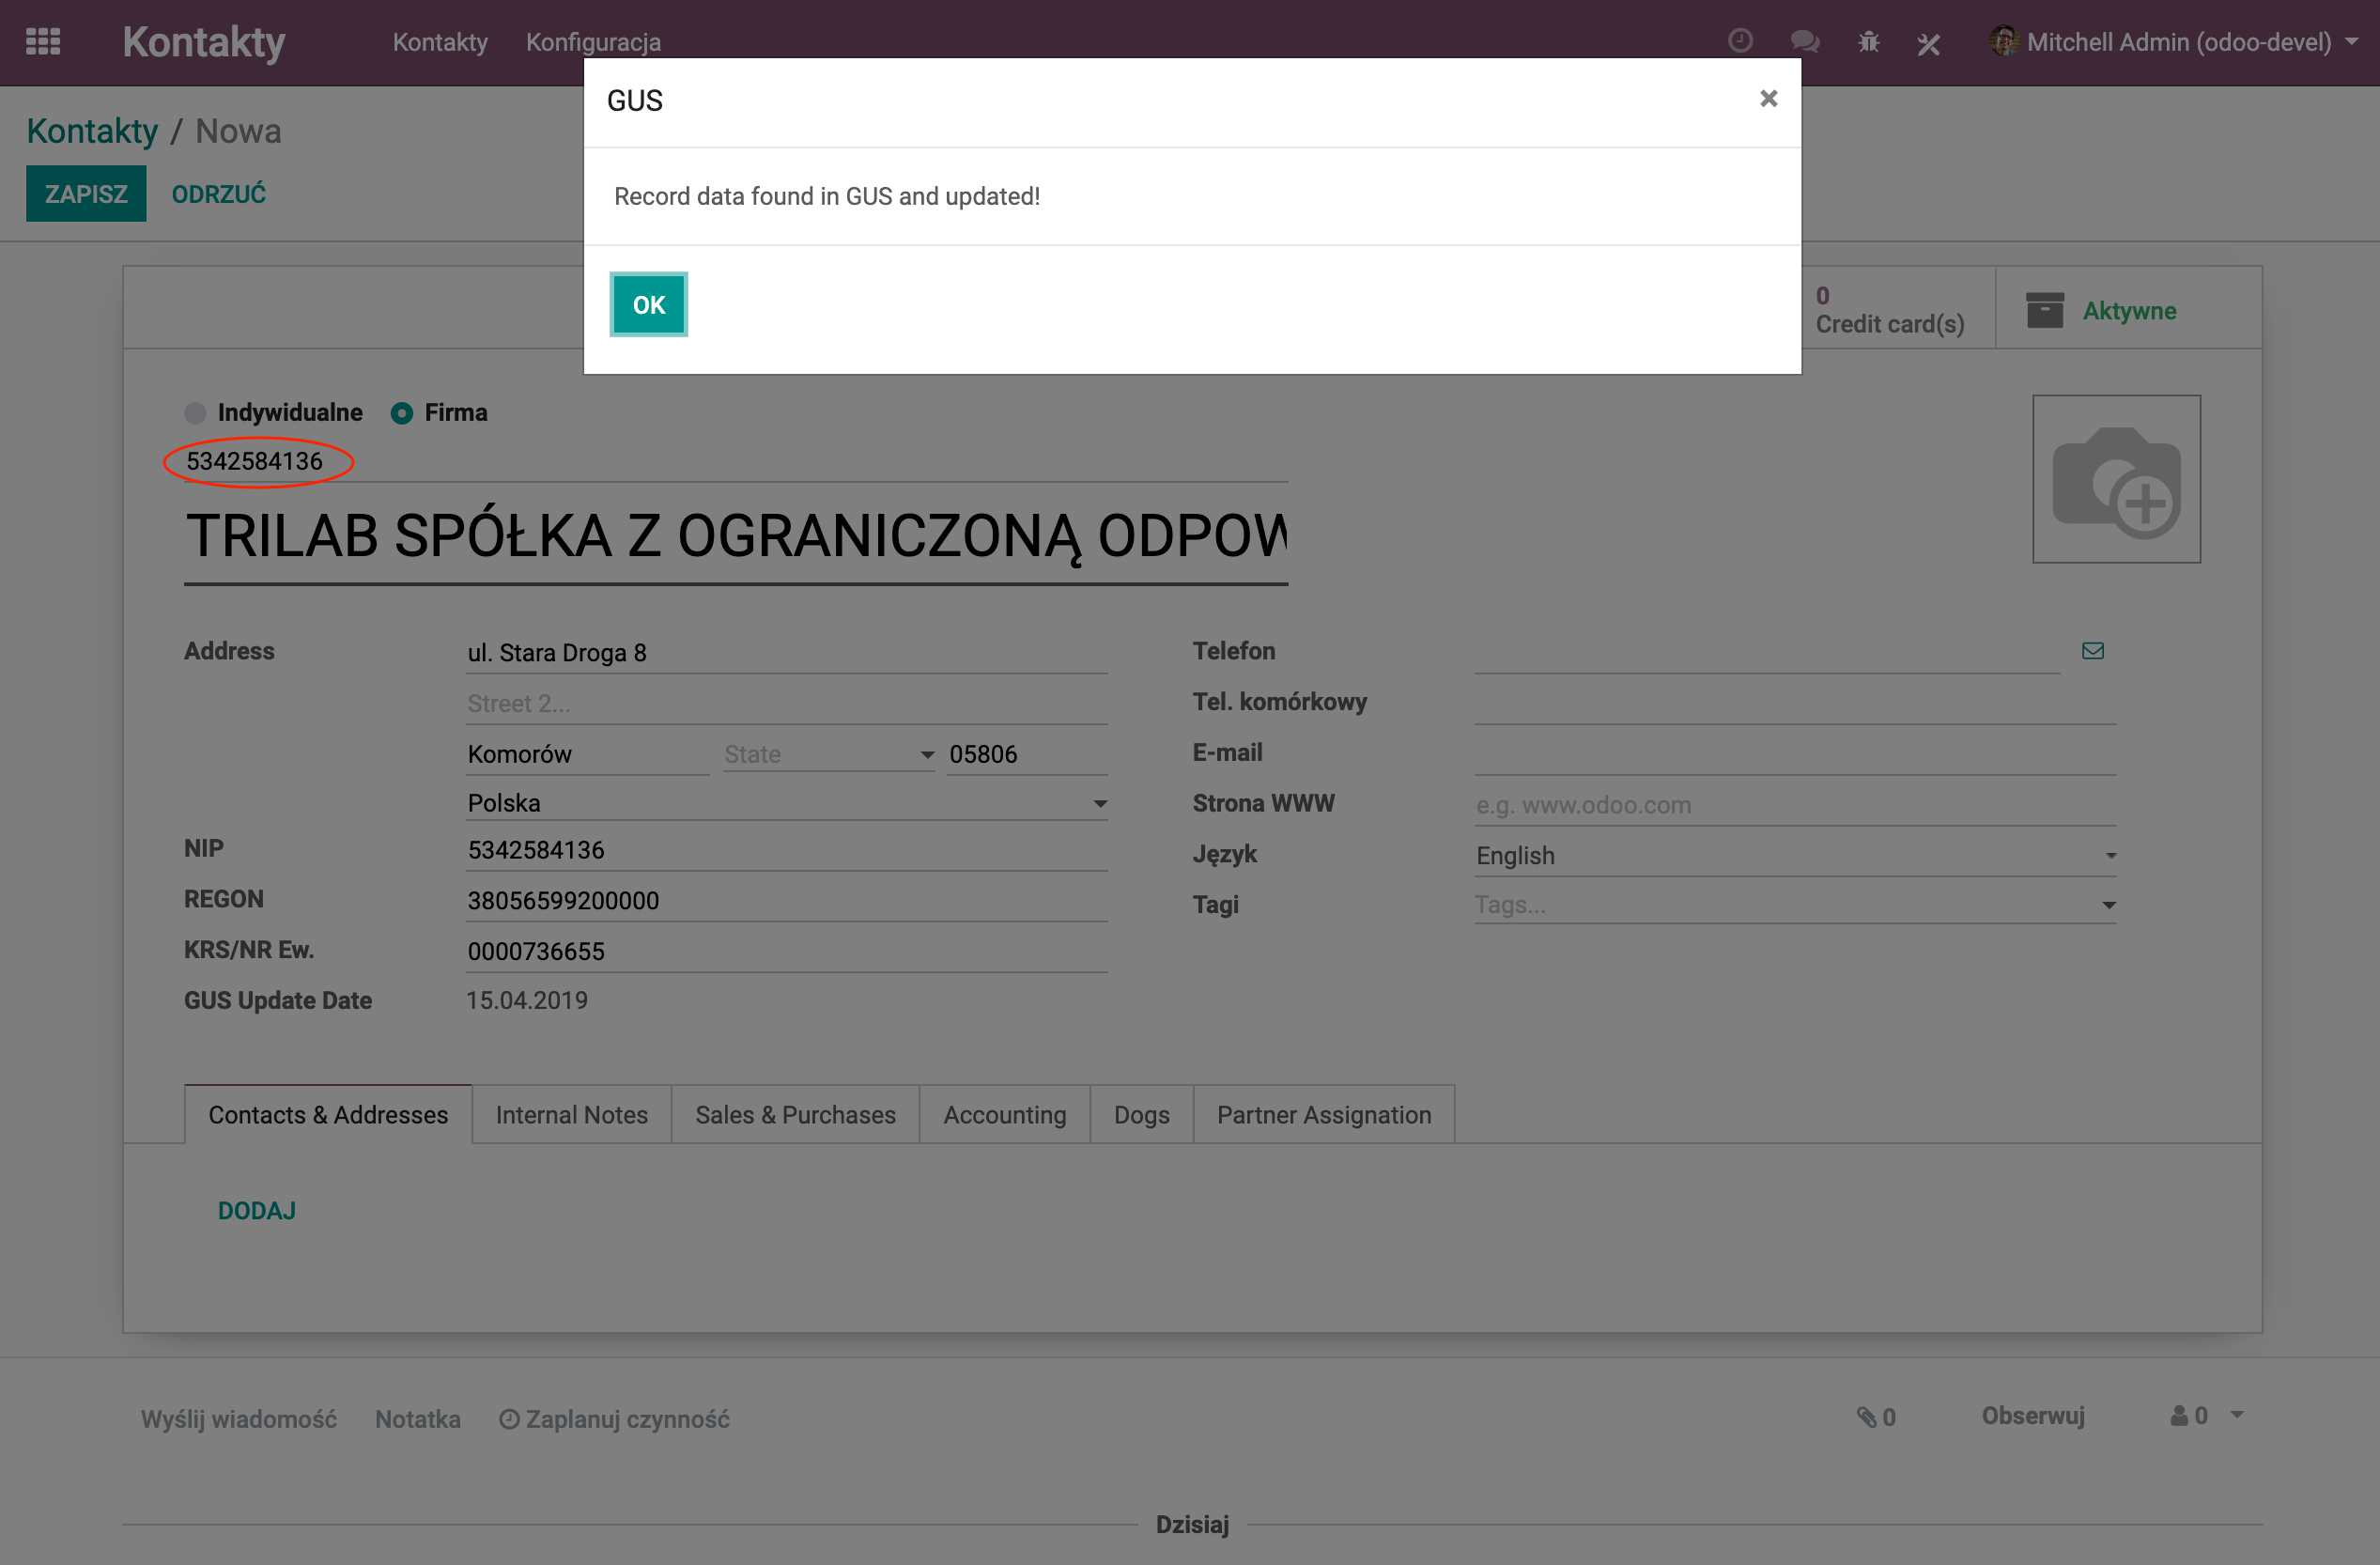 Kontakty Kontakty Konfiguracja Mitchell Admin (odoo-devel)
Kontakty / Nowa
ZAPISZ ODRZUĆ
GUS ×
Record data found in GUS and updated!
OK
0
Credit card(s)
Aktywne
Indywidualne Firma
5342584136
TRILAB SPÓŁKA Z OGRANICZONĄ ODPOW
Address ul. Stara Droga 8
Street 2...
Komorów State 05806
Polska
NIP 5342584136
REGON 38056599200000
KRS/NR Ew. 0000736655
GUS Update Date 15.04.2019
Telefon
Tel. komórkowy
E-mail
Strona WWW e.g. www.odoo.com
Język English
Tagi Tags...
Contacts & Addresses Internal Notes Sales & Purchases Accounting Dogs Partner Assignation
DODAJ
Wyślij wiadomość Notatka Zaplanuj czynność 0 Obserwuj 0
Dzisiaj